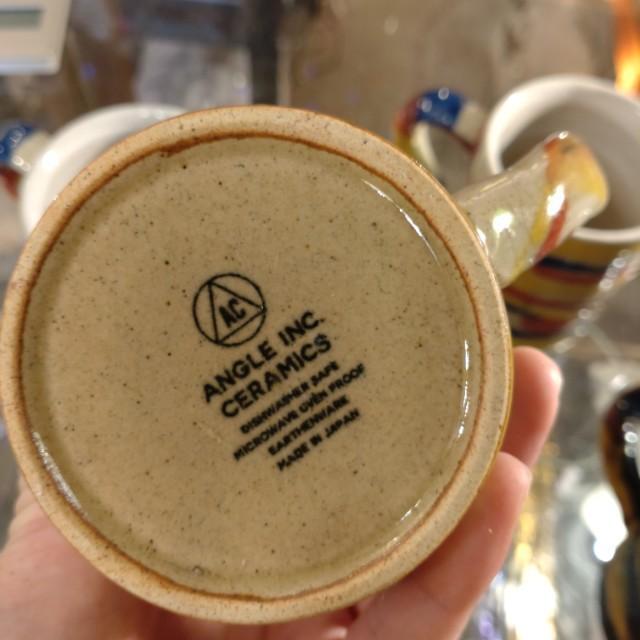 AC
ANGLE INC.
CERAMICS
DISHWASHER SAFE
MICROWAVE OVEN PROOF
EARTHENWARE
MADE IN JAPAN